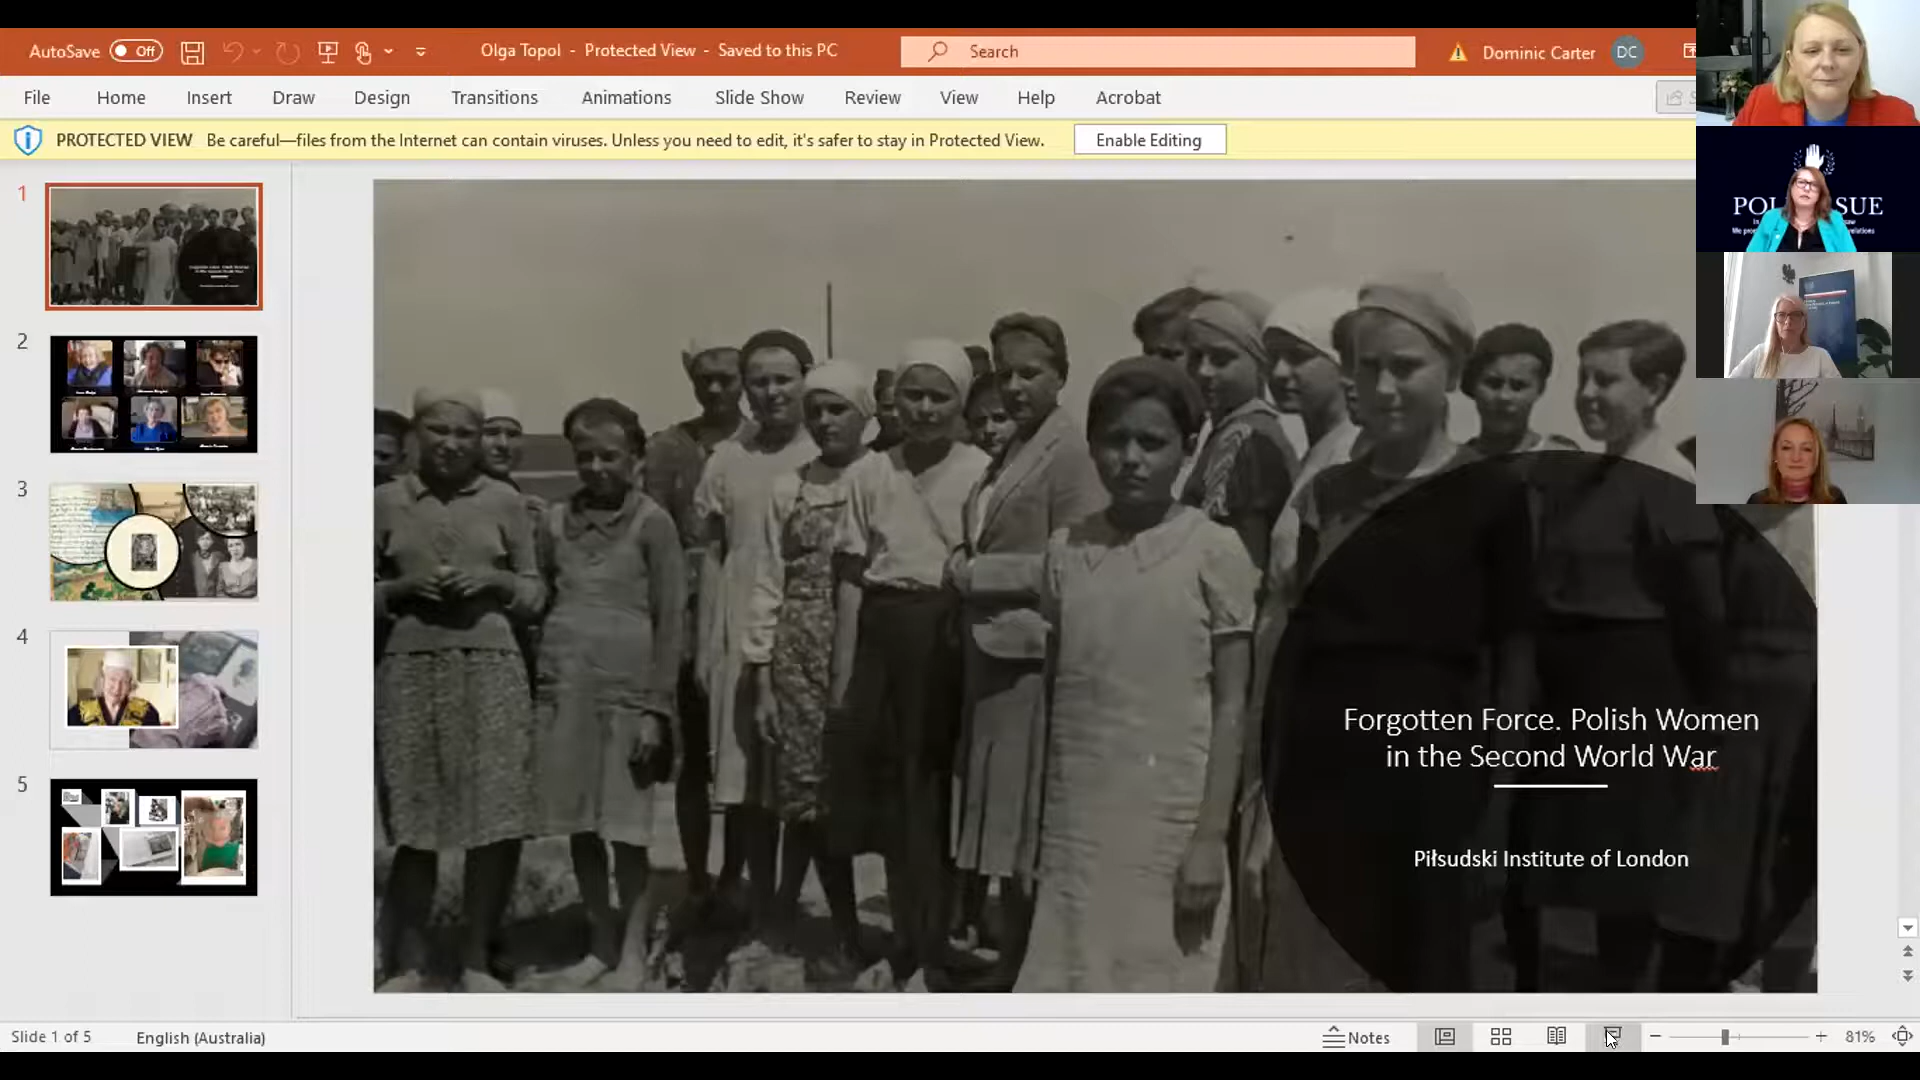 AutoSave Off Olga Topol - Protected View - Saved to this PC Search Dominic Carter DC
File Home Insert Draw Design Transitions Animations Slide Show Review View Help Acrobat
PROTECTED VIEW Be careful—files from the Internet can contain viruses. Unless you need to edit, it's safer to stay in Protected View. Enable Editing
1
2
3
4
5
Forgotten Force. Polish Women
in the Second World War
Piłsudski Institute of London
Slide 1 of 5 English (Australia) Notes 81%